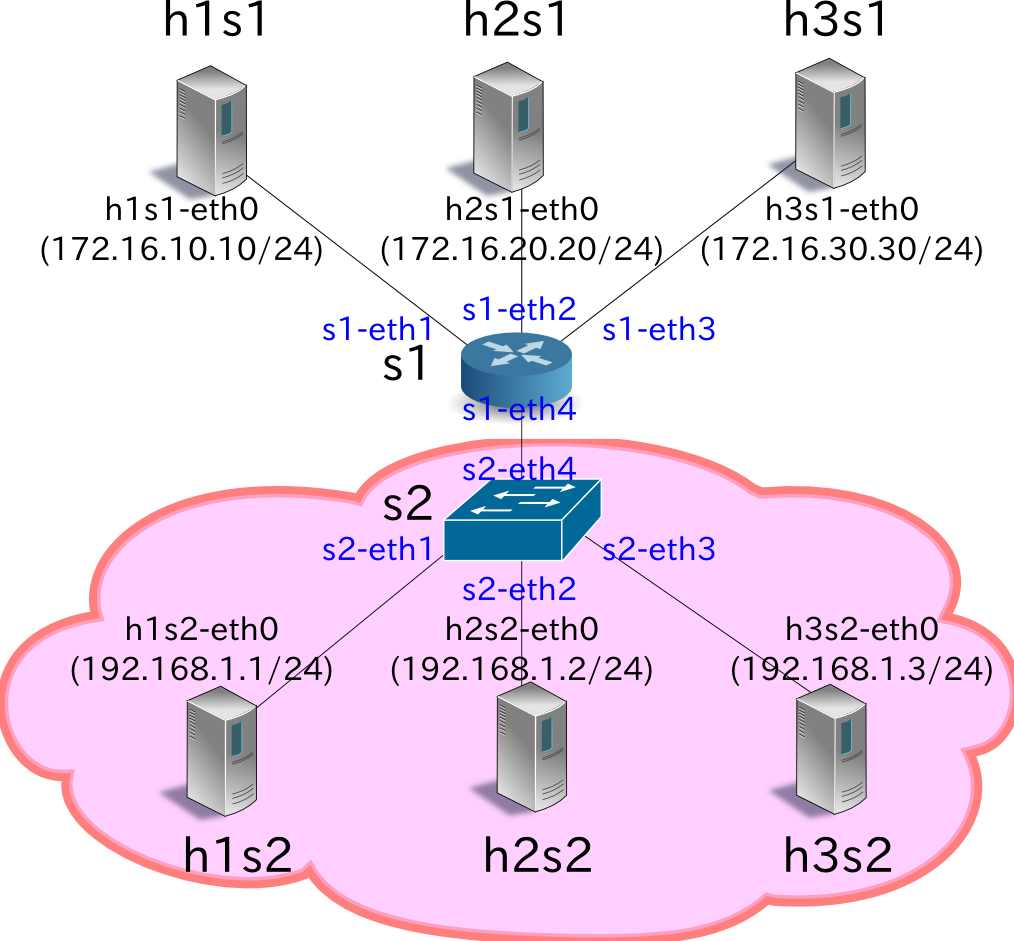 h1s1
h2s1
h3s1
h1s1-eth0
(172.16.10.10/24)
h2s1-eth0
(172.16.20.20/24)
h3s1-eth0
(172.16.30.30/24)
s1-eth1
s1-eth2
s1-eth3
s1
s1-eth4
s2-eth4
s2
s2-eth1
s2-eth3
s2-eth2
h1s2-eth0
(192.168.1.1/24)
h2s2-eth0
(192.168.1.2/24)
h3s2-eth0
(192.168.1.3/24)
h1s2
h2s2
h3s2